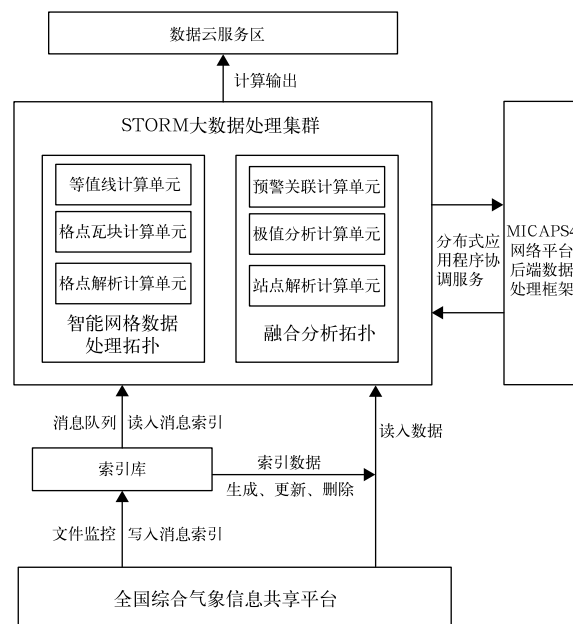 数据云服务区
计算输出
STORM大数据处理集群
等值线计算单元
格点瓦块计算单元
格点解析计算单元
智能网格数据
处理拓扑
预警关联计算单元
极值分析计算单元
站点解析计算单元
融合分析拓扑
分布式应
用程序协
调服务
MICAPS4
网络平台
后端数据
处理框架
消息队列
读入消息索引
读入数据
索引库
索引数据
生成、更新、删除
文件监控
写入消息索引
全国综合气象信息共享平台